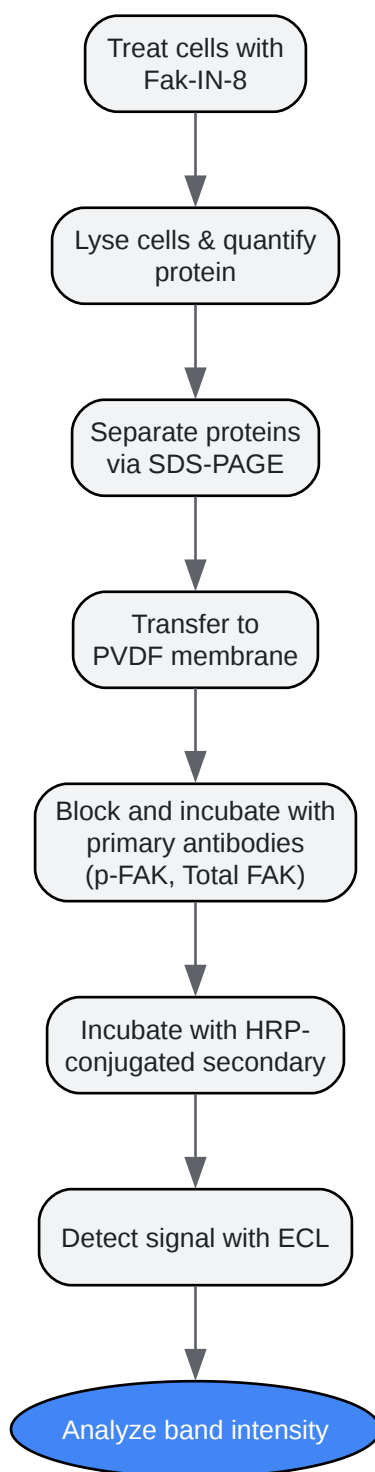 Treat cells with
Fak-IN-8
Lyse cells & quantify
protein
Separate proteins
via SDS-PAGE
Transfer to
PVDF membrane
Block and incubate with
primary antibodies
(p-FAK, Total FAK)
Incubate with HRP-
conjugated secondary
Detect signal with ECL
Analyze band intensity